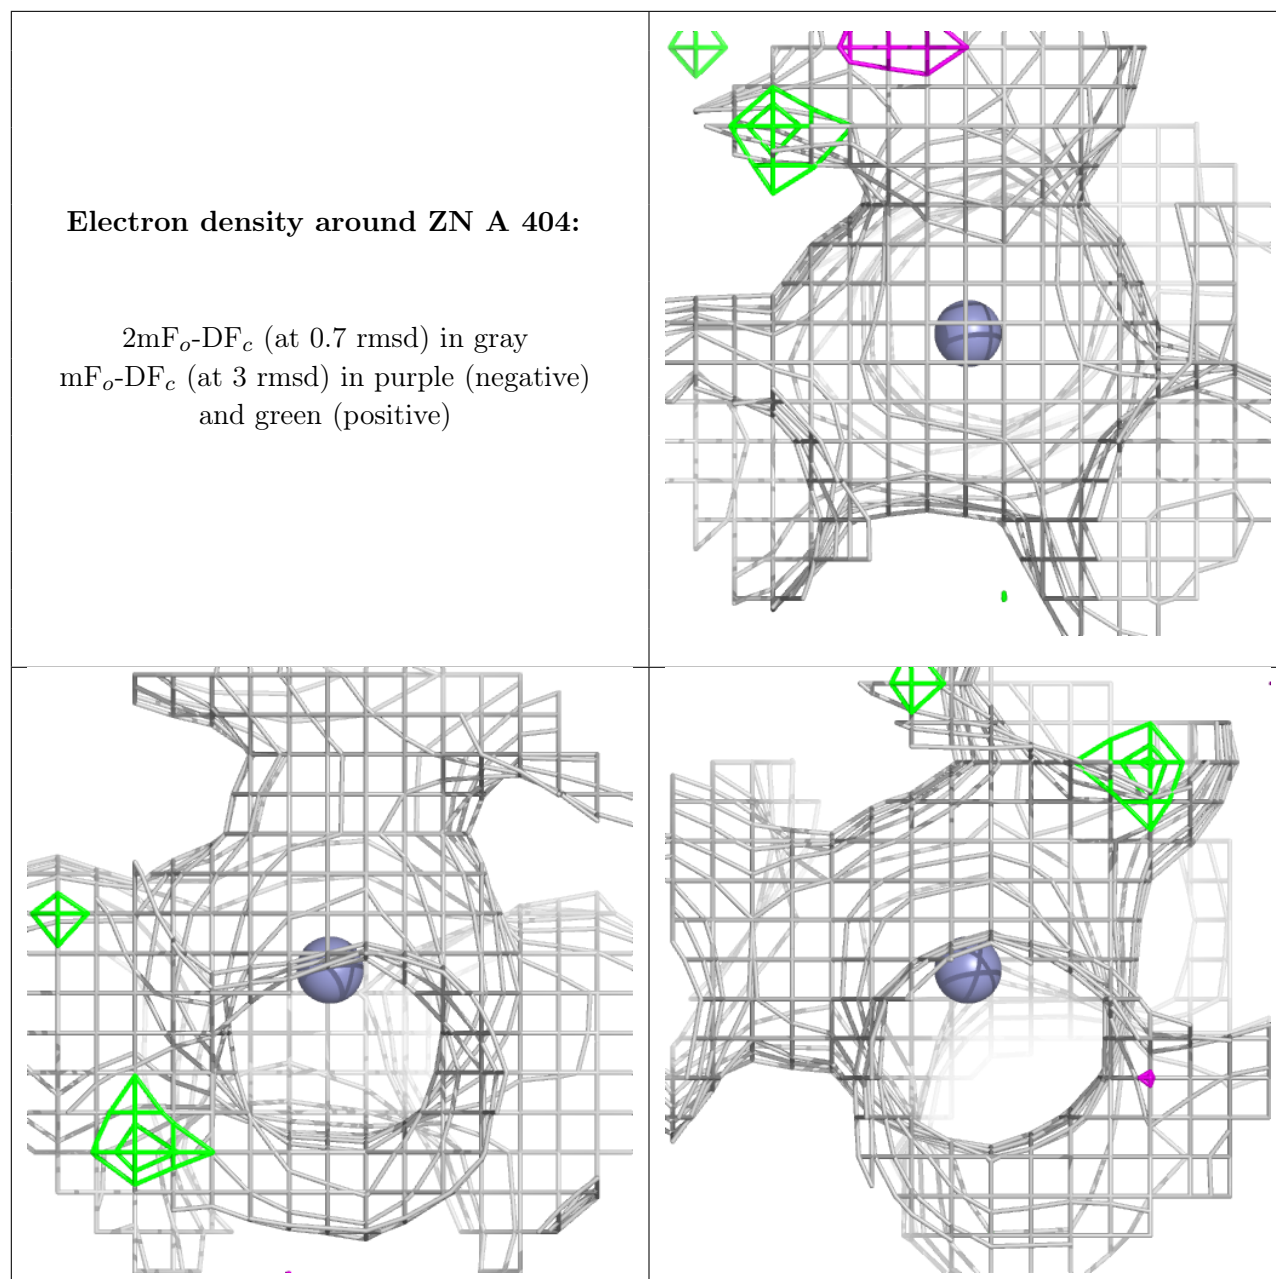 Electron density around ZN A 404:
2mFo-DFc (at 0.7 rmsd) in gray
mFo-DFc (at 3 rmsd) in purple (negative)
and green (positive)